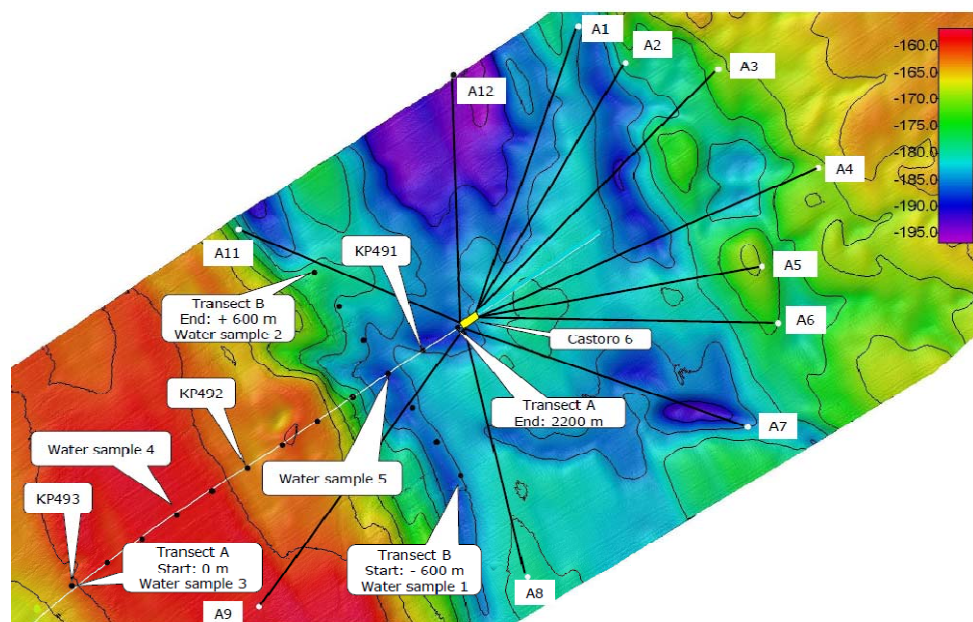 A1
A2
A3
A12
A4
A11
KP491
A5
Transect B
End: + 600 m
Water sample 2
A6
Castoro 6
KP492
Transect A
End: 2200 m
A7
Water sample 4
Water sample 5
KP493
Transect A
Start: 0 m
Water sample 3
Transect B
Start: - 600 m
Water sample 1
A8
A9
-160.0
-165.0
-170.0
-175.0
-180.0
-185.0
-190.0
-195.0